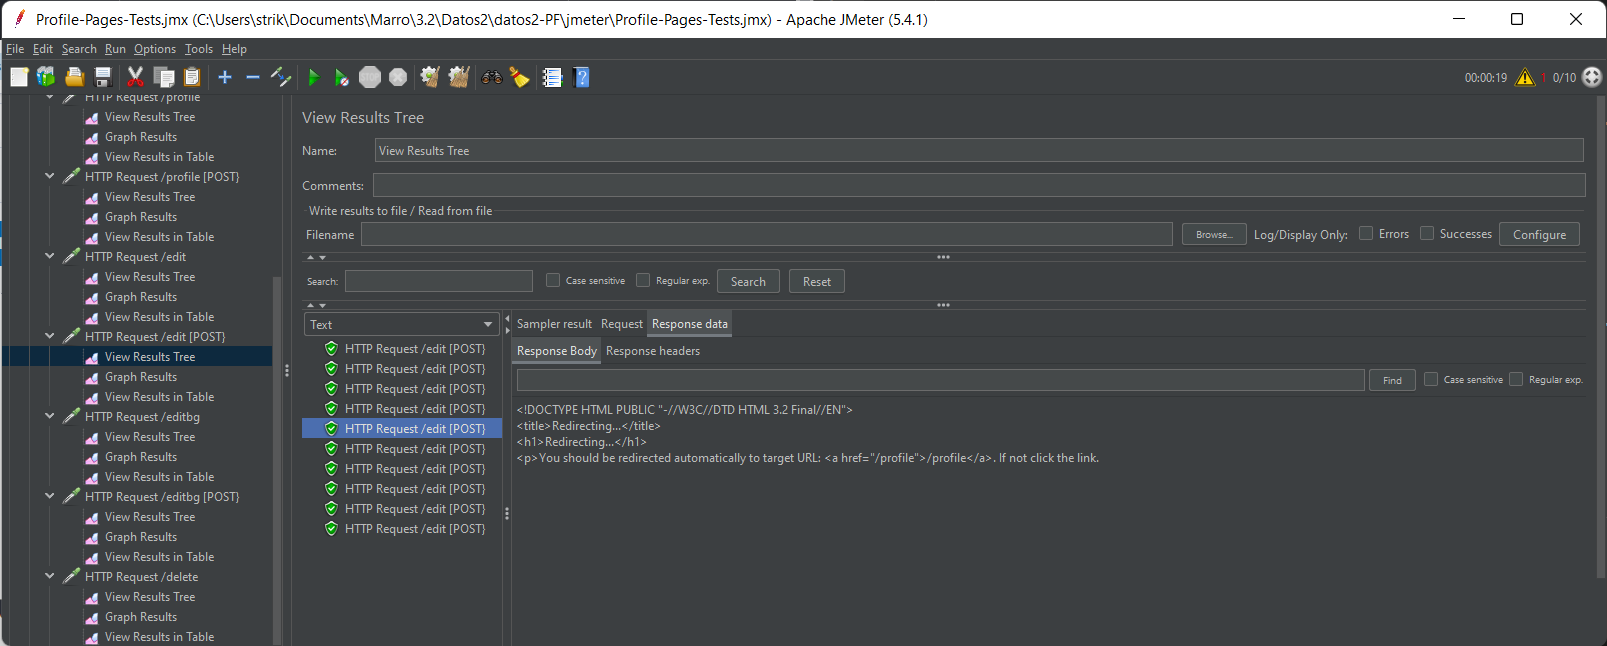 Profile-Pages-Tests.jmx (C:\Users\strik\Documents\Marro\3.2\Datos2\datos2-PF\jmeter\Profile-Pages-Tests.jmx) - Apache JMeter (5.4.1)
File Edit Search Run Options Tools Help
STOP
00:00:19 1 0/10
HTTP Request /profile
View Results Tree
Graph Results
View Results in Table
HTTP Request /profile [POST}
View Results Tree
Graph Results
View Results in Table
HTTP Request /edit
View Results Tree
Graph Results
View Results in Table
HTTP Request /edit [POST}
View Results Tree
Graph Results
View Results in Table
HTTP Request /editbg
View Results Tree
Graph Results
View Results in Table
HTTP Request /editbg [POST}
View Results Tree
Graph Results
View Results in Table
HTTP Request /delete
View Results Tree
Graph Results
View Results in Table
View Results Tree
Name: View Results Tree
Comments:
Write results to file / Read from file
Filename Browse... Log/Display Only: Errors Successes Configure
Search: Case sensitive Regular exp. Search Reset
Text
HTTP Request /edit [POST}
HTTP Request /edit [POST}
HTTP Request /edit [POST}
HTTP Request /edit [POST}
HTTP Request /edit [POST}
HTTP Request /edit [POST}
HTTP Request /edit [POST}
HTTP Request /edit [POST}
HTTP Request /edit [POST}
HTTP Request /edit [POST}
Sampler result Request Response data
Response Body Response headers
Find Case sensitive Regular exp.
<!DOCTYPE HTML PUBLIC "-//W3C//DTD HTML 3.2 Final//EN">
<title>Redirecting...</title>
<h1>Redirecting...</h1>
<p>You should be redirected automatically to target URL: <a href="/profile">/profile</a>. If not click the link.